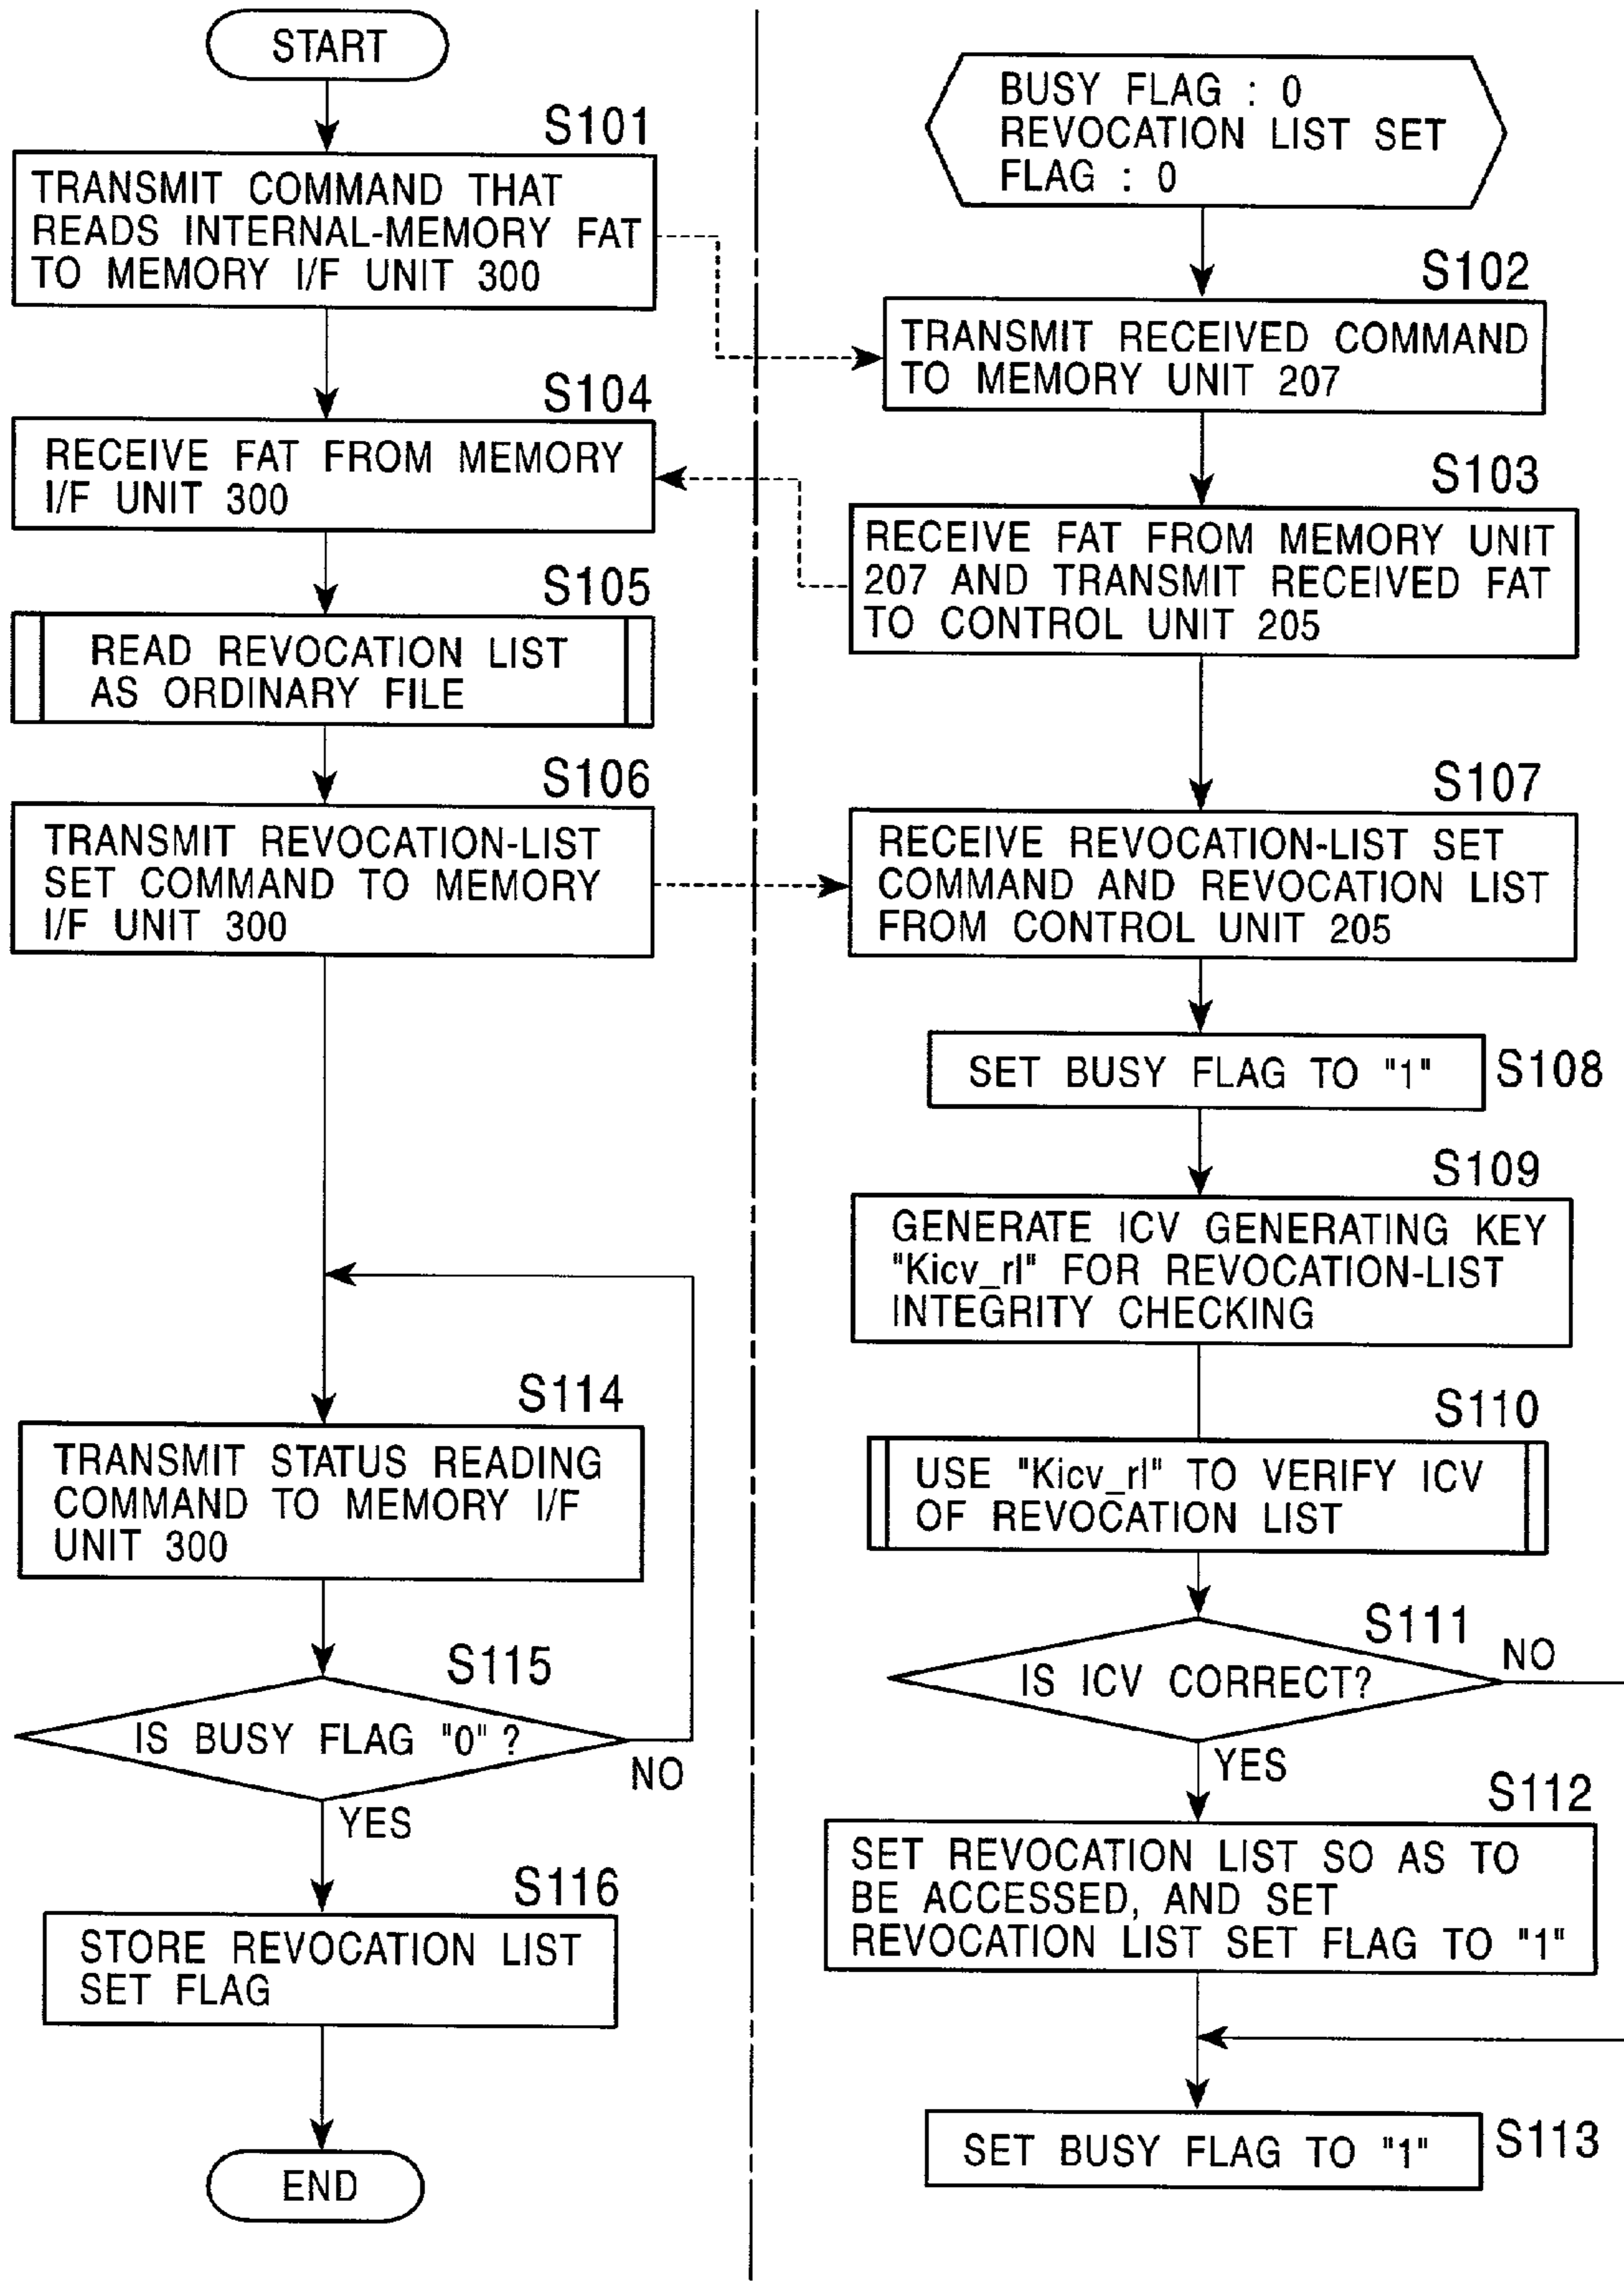 START
S101
TRANSMIT COMMAND THAT
READS INTERNAL-MEMORY FAT
TO MEMORY I/F UNIT 300
S104
RECEIVE FAT FROM MEMORY
I/F UNIT 300
S105
READ REVOCATION LIST
AS ORDINARY FILE
S106
TRANSMIT REVOCATION-LIST
SET COMMAND TO MEMORY
I/F UNIT 300
S114
TRANSMIT STATUS READING
COMMAND TO MEMORY I/F
UNIT 300
S115
IS BUSY FLAG "0" ?
NO
YES
S116
STORE REVOCATION LIST
SET FLAG
END
BUSY FLAG : 0
REVOCATION LIST SET
FLAG : 0
S102
TRANSMIT RECEIVED COMMAND
TO MEMORY UNIT 207
S103
RECEIVE FAT FROM MEMORY UNIT
207 AND TRANSMIT RECEIVED FAT
TO CONTROL UNIT 205
S107
RECEIVE REVOCATION-LIST SET
COMMAND AND REVOCATION LIST
FROM CONTROL UNIT 205
SET BUSY FLAG TO "1"
S108
S109
GENERATE ICV GENERATING KEY
"Kicv_rl" FOR REVOCATION-LIST
INTEGRITY CHECKING
S110
USE "Kicv_rl" TO VERIFY ICV
OF REVOCATION LIST
S111
IS ICV CORRECT?
NO
YES
S112
SET REVOCATION LIST SO AS TO
BE ACCESSED, AND SET
REVOCATION LIST SET FLAG TO "1"
SET BUSY FLAG TO "1"
S113